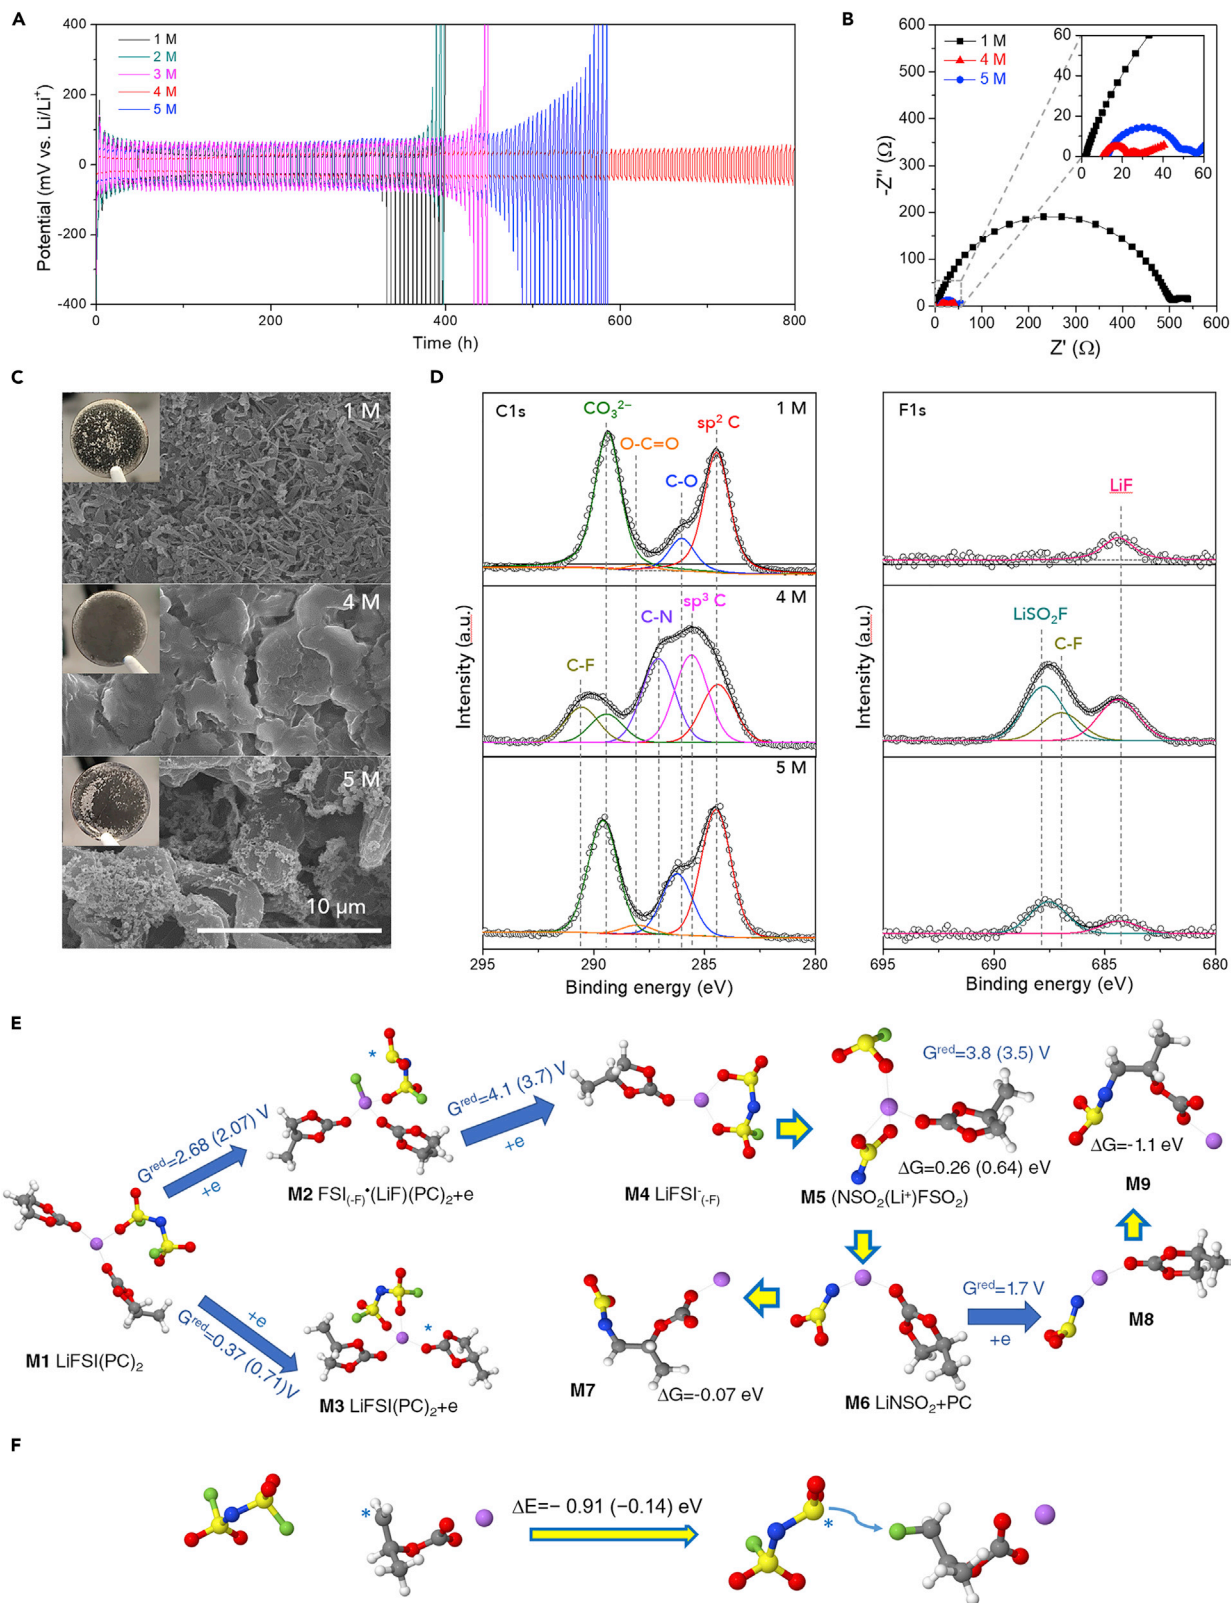 A
400
200
0
-200
-400
Potential (mV vs. Li/Li⁺)
1 M
2 M
3 M
4 M
5 M
0
200
400
600
800
Time (h)
B
600
500
400
300
200
100
0
-Z'' (Ω)
1 M
4 M
5 M
60
40
20
0
0
20
40
60
0
100
200
300
400
500
600
Z' (Ω)
C
1 M
4 M
5 M
10 µm
D
C1s
1 M
CO₃²⁻
O-C=O
C-O
sp² C
4 M
C-F
C-N
sp³ C
5 M
Intensity (a.u.)
295
290
285
280
Binding energy (eV)
F1s
LiF
LiSO₂F
C-F
Intensity (a.u.)
695
690
685
680
Binding energy (eV)
E
M1 LiFSI(PC)₂
Gʳᵉᵈ=2.68 (2.07) V
+e
*
M2 FSI₍₋F₎•(LiF)(PC)₂+e
Gʳᵉᵈ=4.1 (3.7) V
+e
M4 LiFSI⁻₍₋F₎
Gʳᵉᵈ=3.8 (3.5) V
ΔG=0.26 (0.64) eV
M5 (NSO₂(Li⁺)FSO₂)
ΔG=-1.1 eV
M9
+e
Gʳᵉᵈ=0.37 (0.71)V
*
M3 LiFSI(PC)₂+e
M7
ΔG=-0.07 eV
M6 LiNSO₂+PC
Gʳᵉᵈ=1.7 V
+e
M8
F
*
ΔE=− 0.91 (−0.14) eV
*